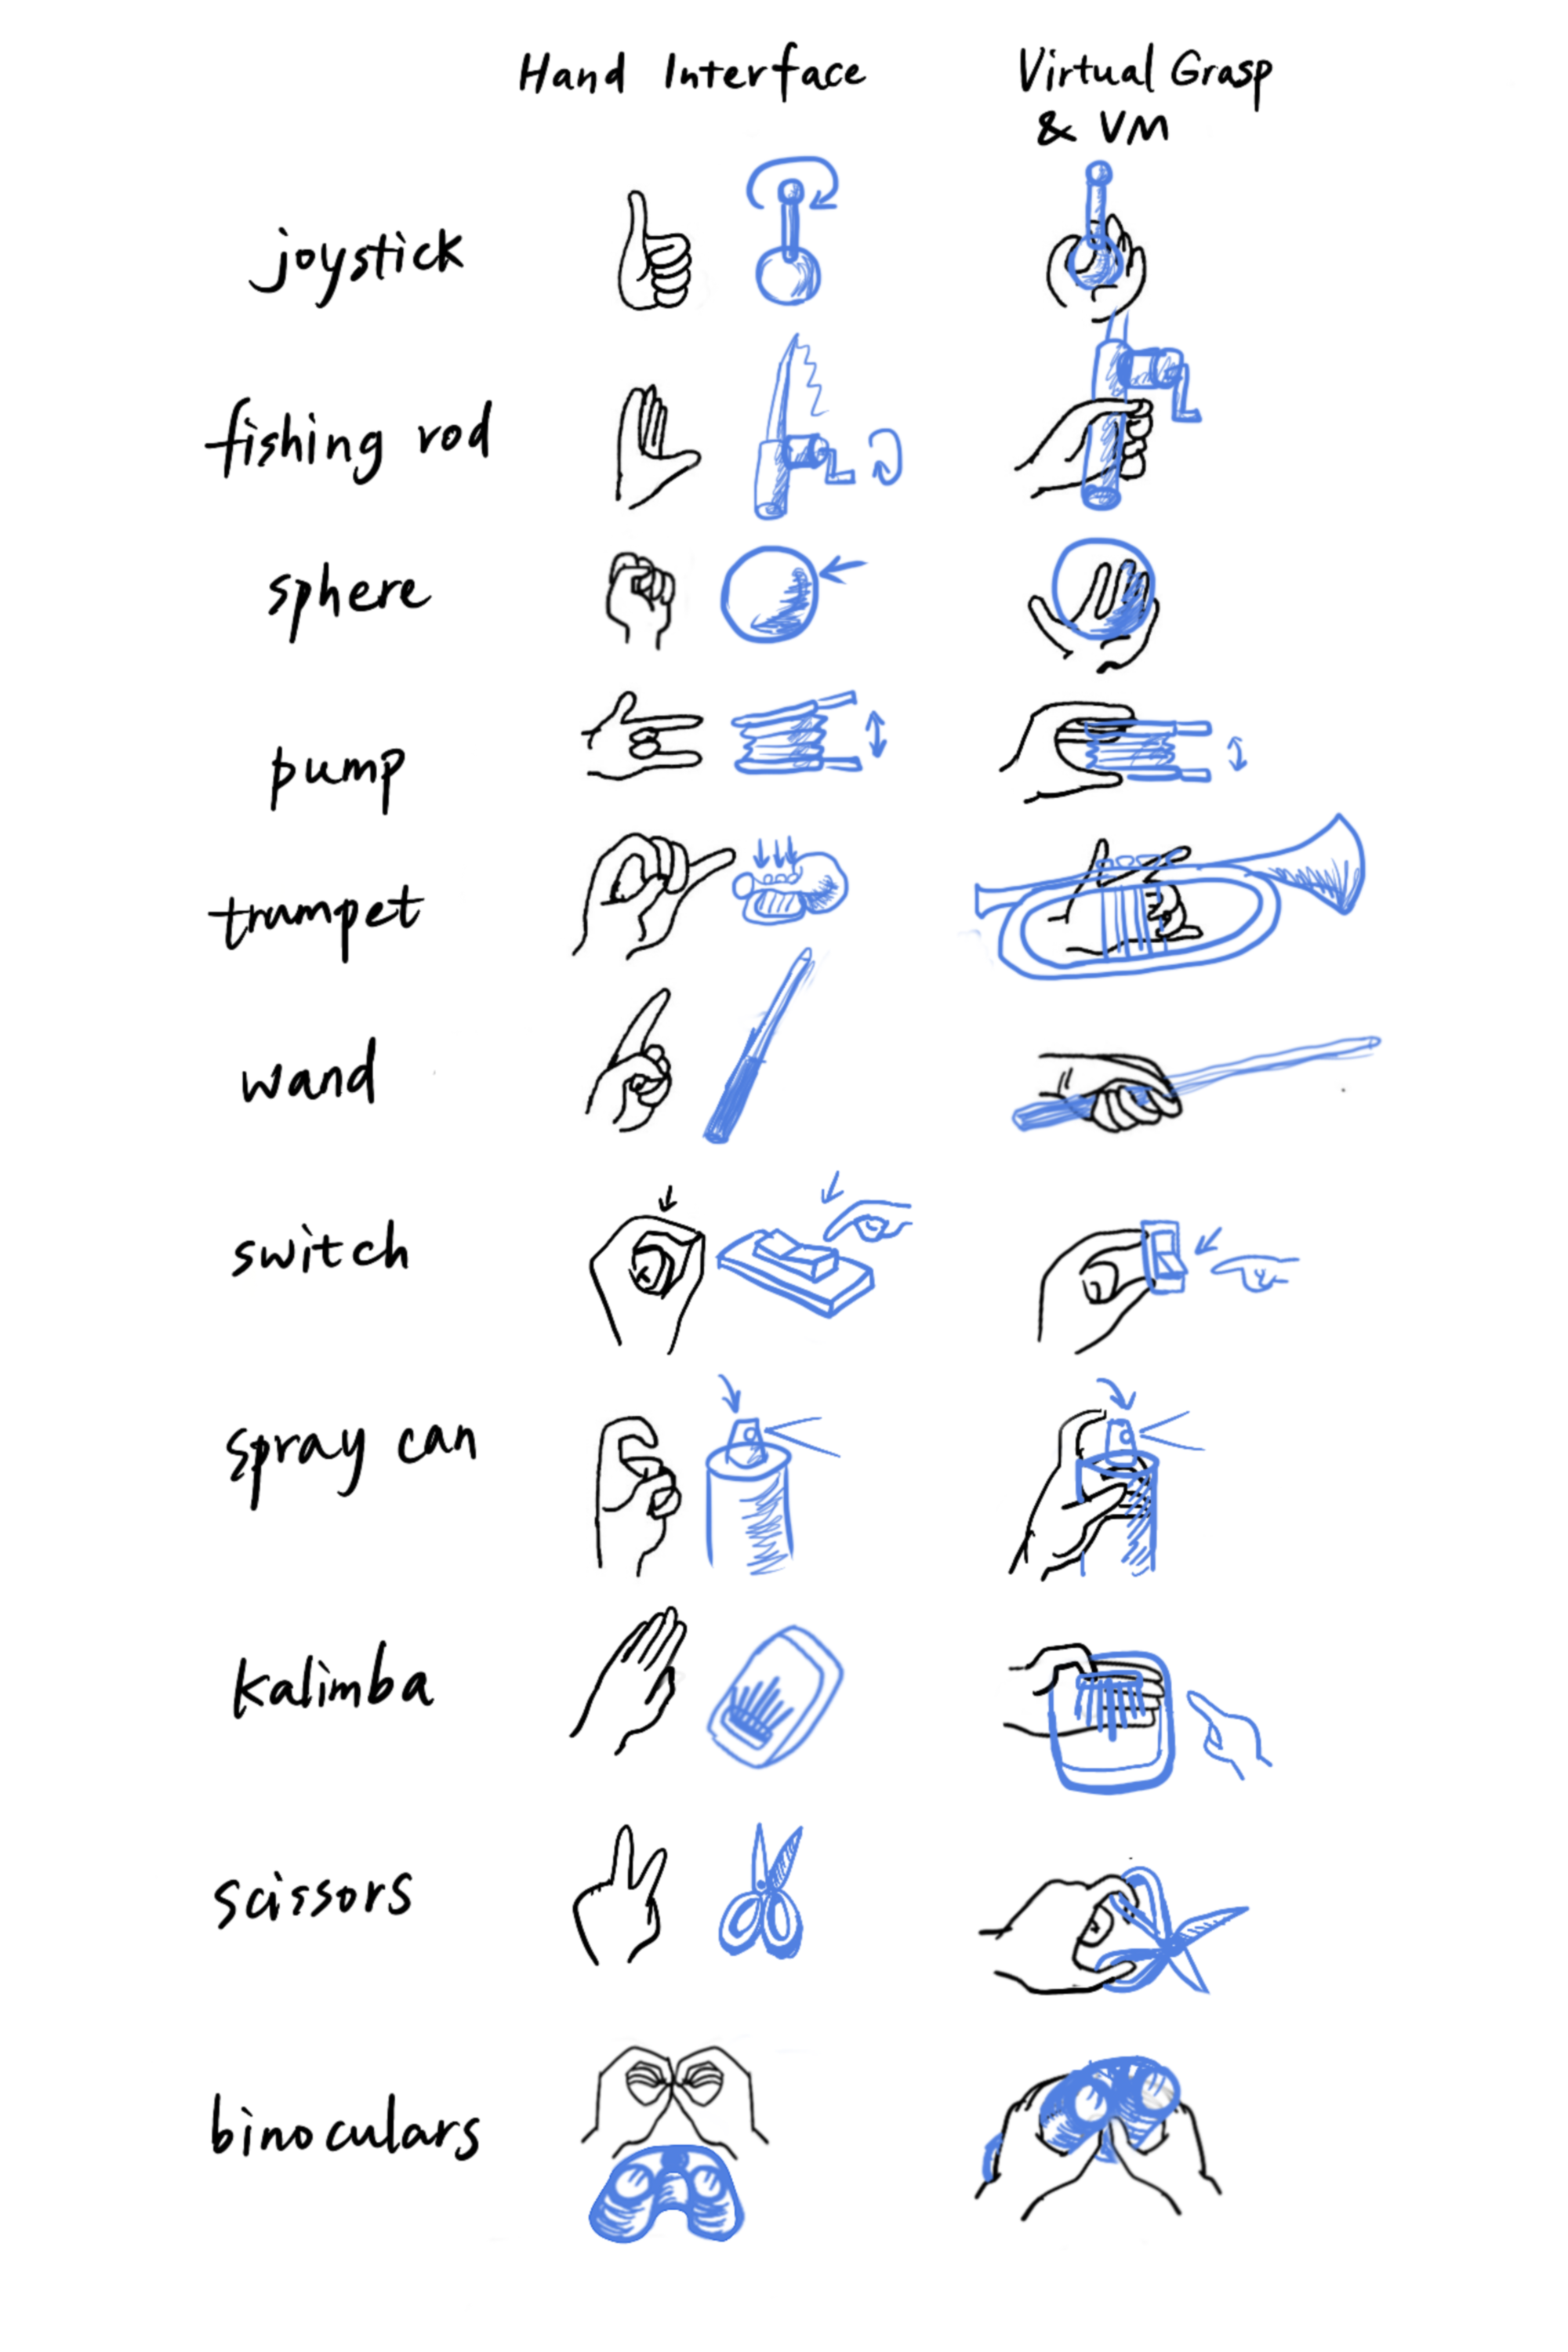 Hand Interface
Virtual Grasp
& VM
joystick
fishing rod
sphere
pump
trumpet
wand
switch
spray can
kalimba
scissors
binoculars